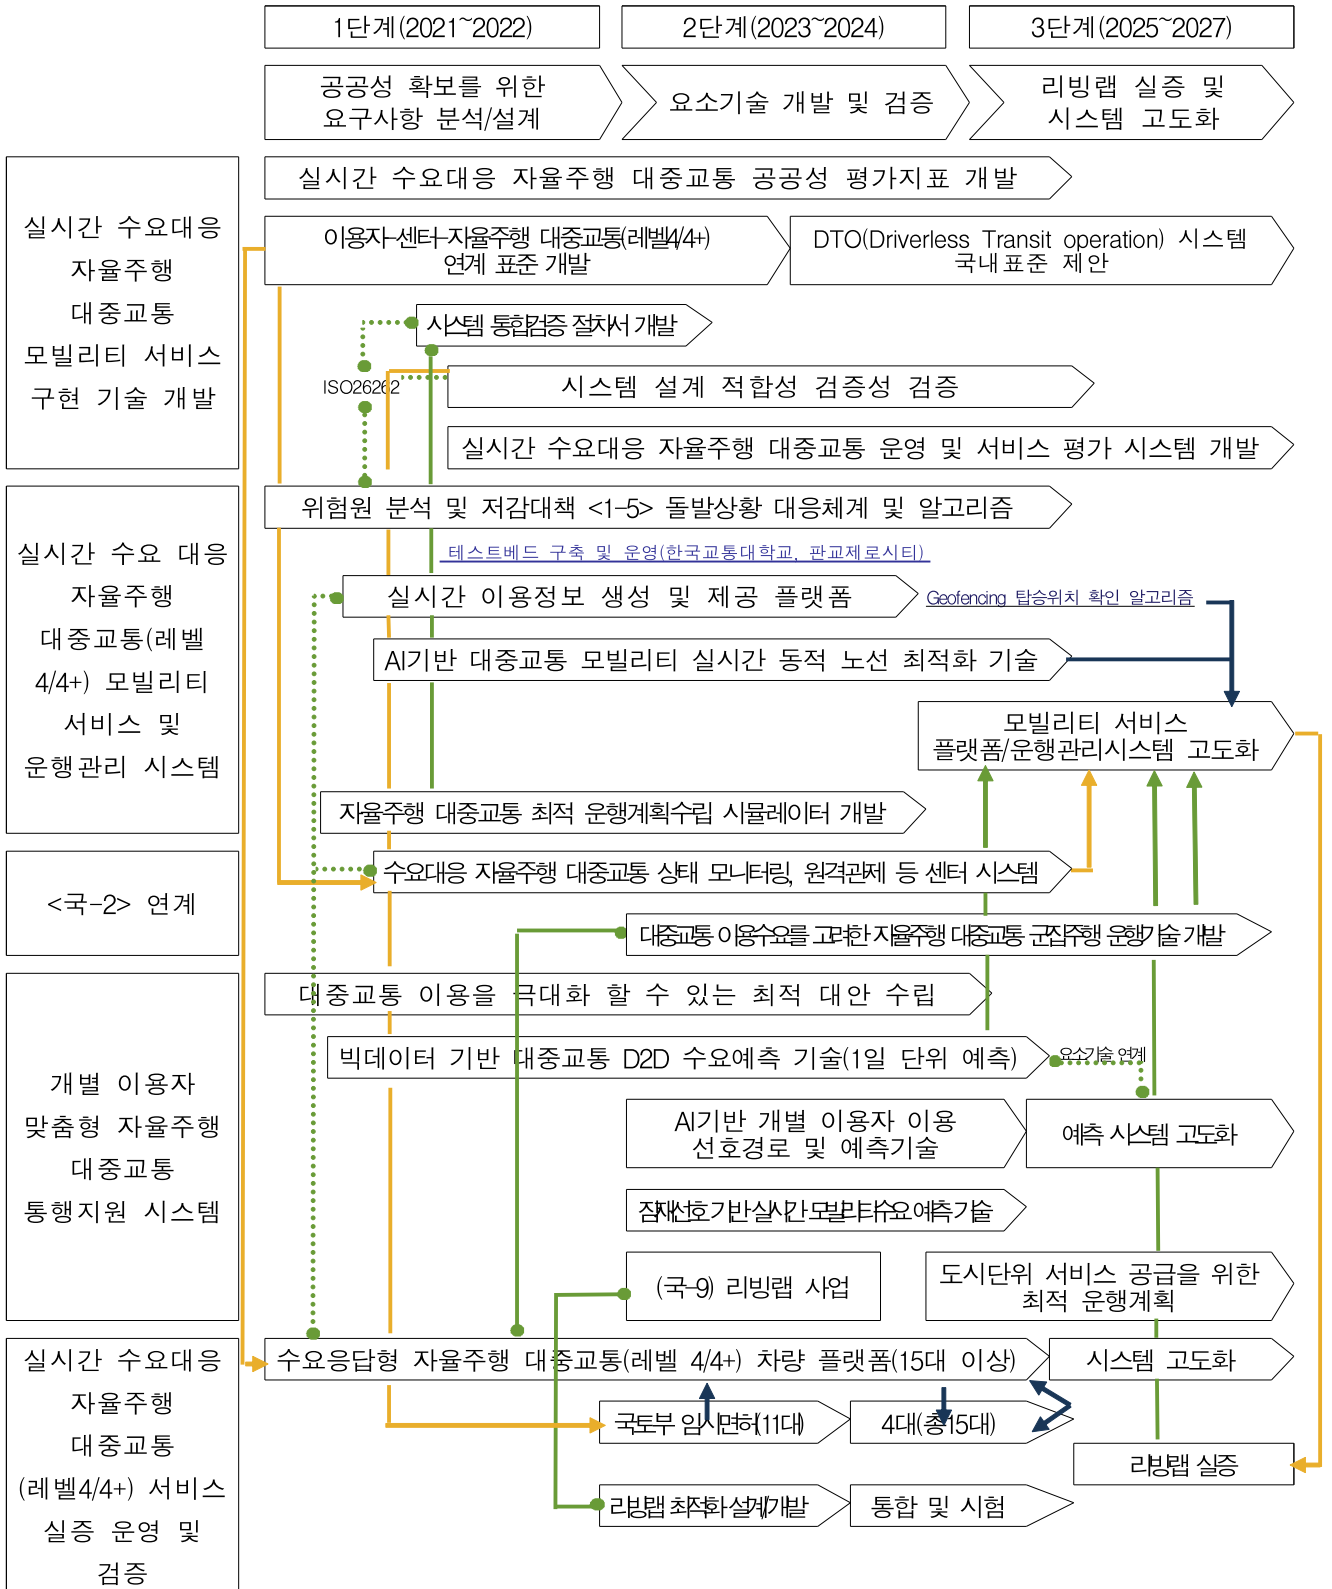 1단계(2021~2022)
2단계(2023~2024)
3단계(2025~2027)
공공성 확보를 위한
요구사항 분석/설계
요소기술 개발 및 검증
리빙랩 실증 및
시스템 고도화
실시간 수요대응
자율주행
대중교통
모빌리티 서비스
구현 기술 개발
실시간 수요대응 자율주행 대중교통 공공성 평가지표 개발
이용자-센터-자율주행 대중교통(레벨4/4+)
연계 표준 개발
DTO(Driverless Transit operation) 시스템
국내표준 제안
시스템 통합검증 절차서 개발
ISO26262
시스템 설계 적합성 검증성 검증
실시간 수요대응 자율주행 대중교통 운영 및 서비스 평가 시스템 개발
실시간 수요 대응
자율주행
대중교통(레벨
4/4+) 모빌리티
서비스 및
운행관리 시스템
위험원 분석 및 저감대책 <1-5> 돌발상황 대응체계 및 알고리즘
테스트베드 구축 및 운영(한국교통대학교, 판교제로시티)
실시간 이용정보 생성 및 제공 플랫폼
Geofencing 탑승위치 확인 알고리즘
AI기반 대중교통 모빌리티 실시간 동적 노선 최적화 기술
모빌리티 서비스
플랫폼/운행관리시스템 고도화
자율주행 대중교통 최적 운행계획수립 시뮬레이터 개발
<국-2> 연계
수요대응 자율주행 대중교통 상태 모니터링, 원격관제 등 센터 시스템
대중교통 이용수요를 고려한 자율주행 대중교통 군집주행 운행기술 개발
개별 이용자
맞춤형 자율주행
대중교통
통행지원 시스템
대중교통 이용을 극대화 할 수 있는 최적 대안 수립
빅데이터 기반 대중교통 D2D 수요예측 기술(1일 단위 예측)
요소기술 연계
AI기반 개별 이용자 이용
선호경로 및 예측기술
예측 시스템 고도화
잠재선호기반 실시간 모빌리티 수요 예측 기술
(국-9) 리빙랩 사업
도시단위 서비스 공급을 위한
최적 운행계획
실시간 수요대응
자율주행
대중교통
(레벨4/4+) 서비스
실증 운영 및
검증
수요응답형 자율주행 대중교통(레벨 4/4+) 차량 플랫폼(15대 이상)
시스템 고도화
국토부 임시면허(11대)
4대(총15대)
리빙랩 실증
리빙랩 최적화 설계/개발
통합 및 시험